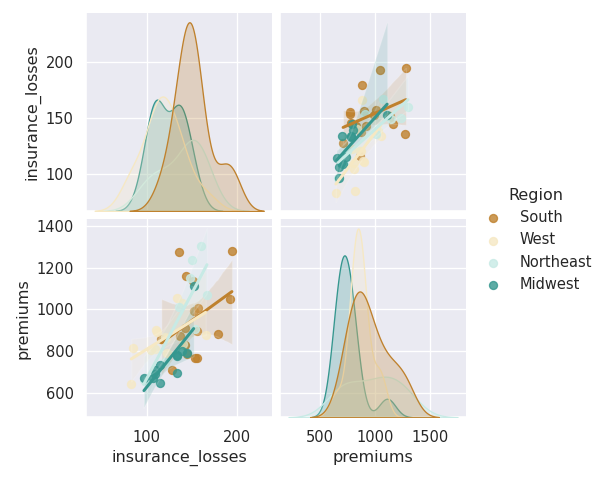 insurance_losses
200
150
100
premiums
1400
1200
1000
800
600
100
200
insurance_losses
500
1000
1500
premiums
Region
South
West
Northeast
Midwest